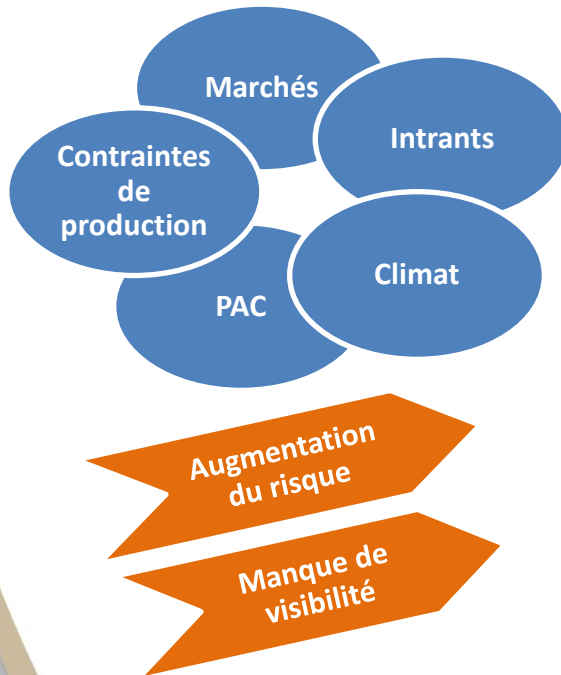 Marchés
Intrants
Contraintes
de
production
Climat
PAC
Augmentation
du risque
Manque de
visibilité